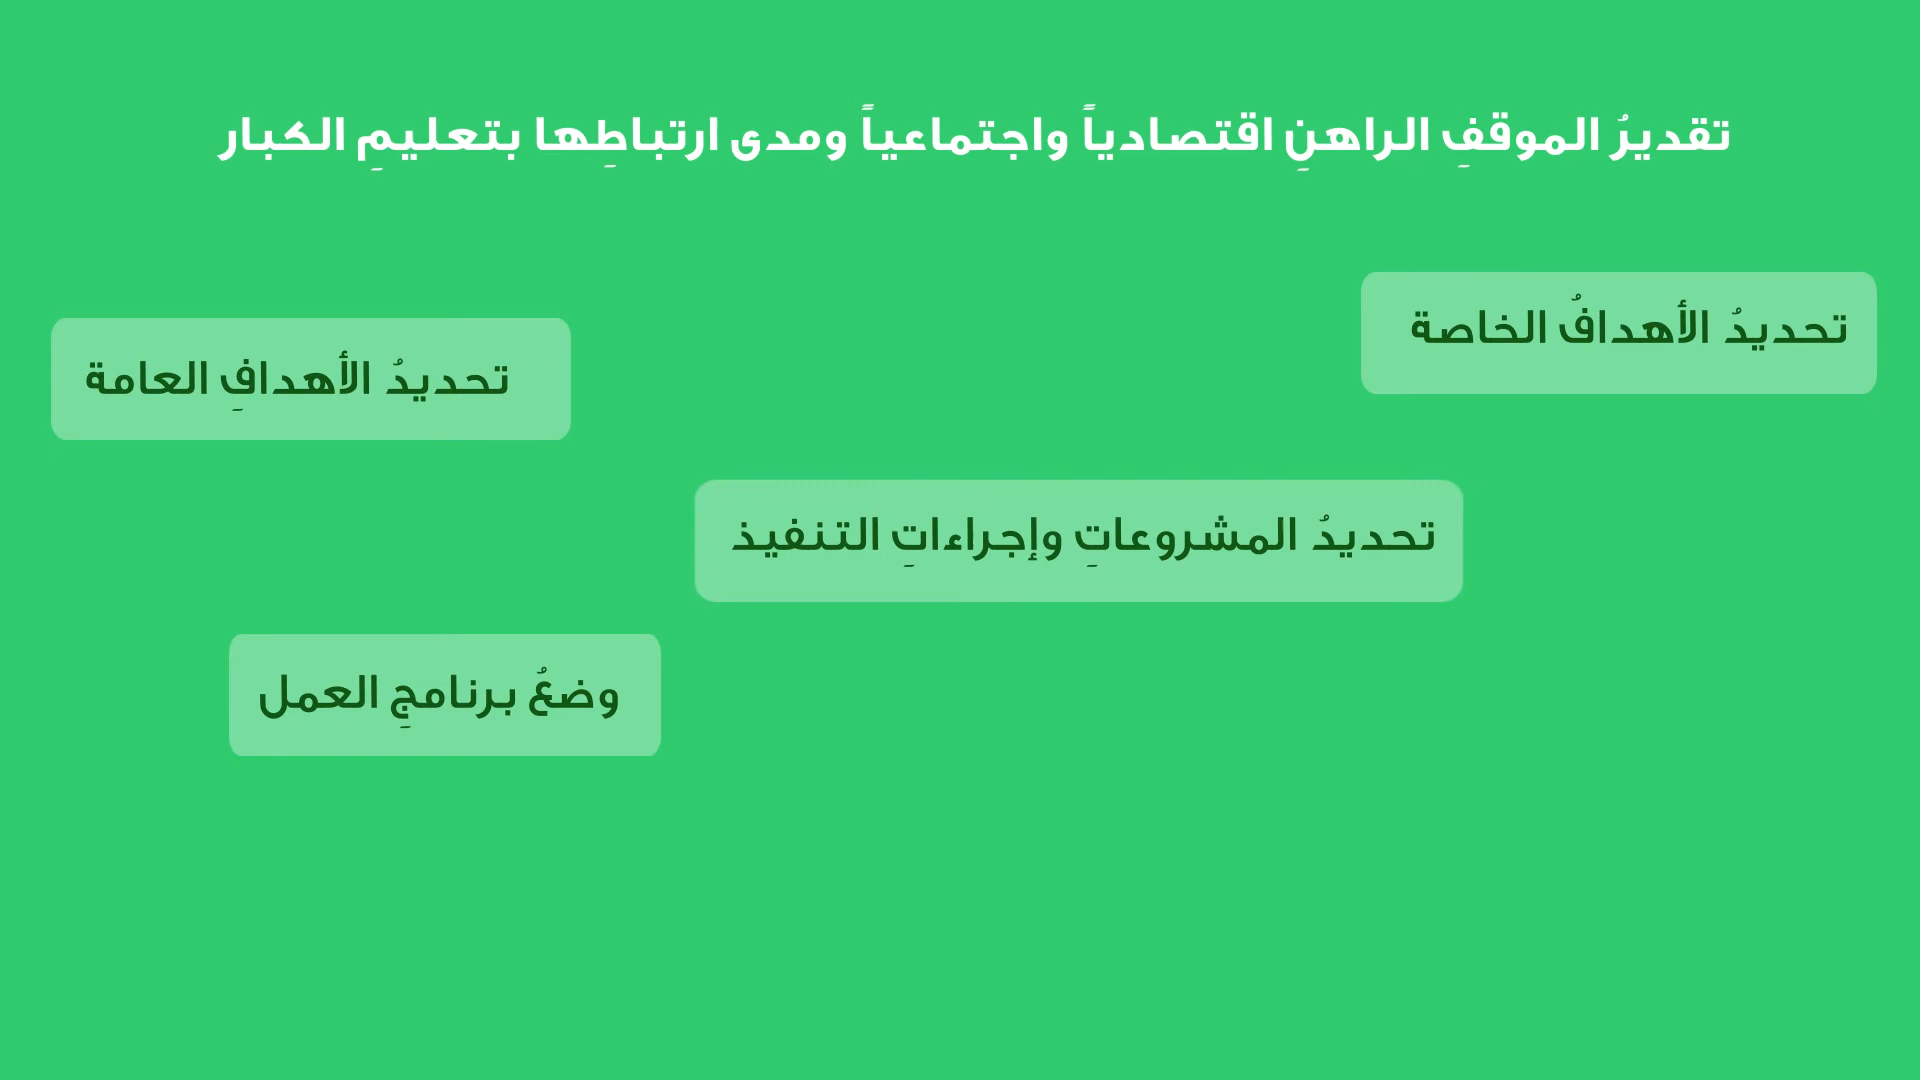 تقديرُ الموقفِ الراهنِ اقتصادياً واجتماعياً ومدى ارتباطِها بتعليمِ الكبار
تحديدُ الأهدافُ الخاصة
تحديدُ الأهدافِ العامة
تحديدُ المشروعاتِ وإجراءاتِ التنفيذ
وضعُ برنامجِ العمل